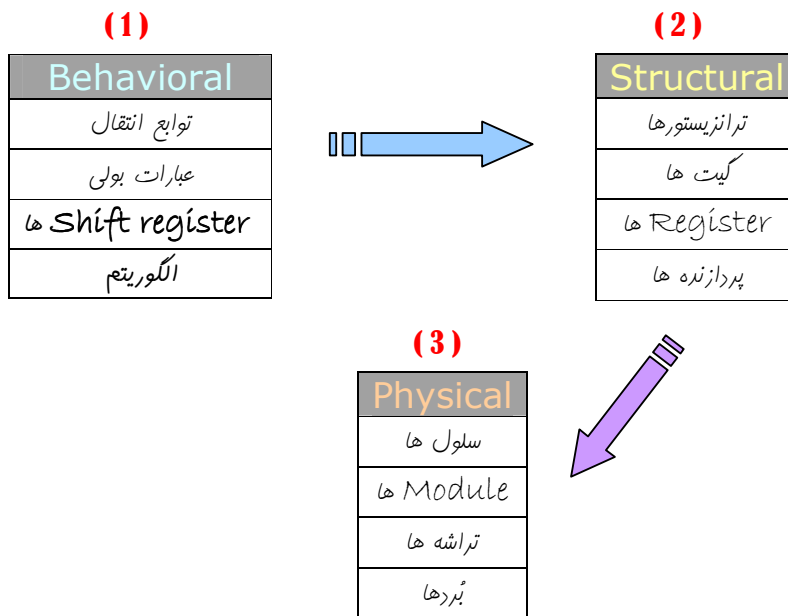 (1)
Behavioral
توابع انتقال
عبارات بولی
Shift register ها
الگوریتم
(2)
Structural
ترانزیستورها
گیت ها
Register ها
پردازنده ها
(3)
Physical
سلول ها
Module ها
تراشه ها
بُردها